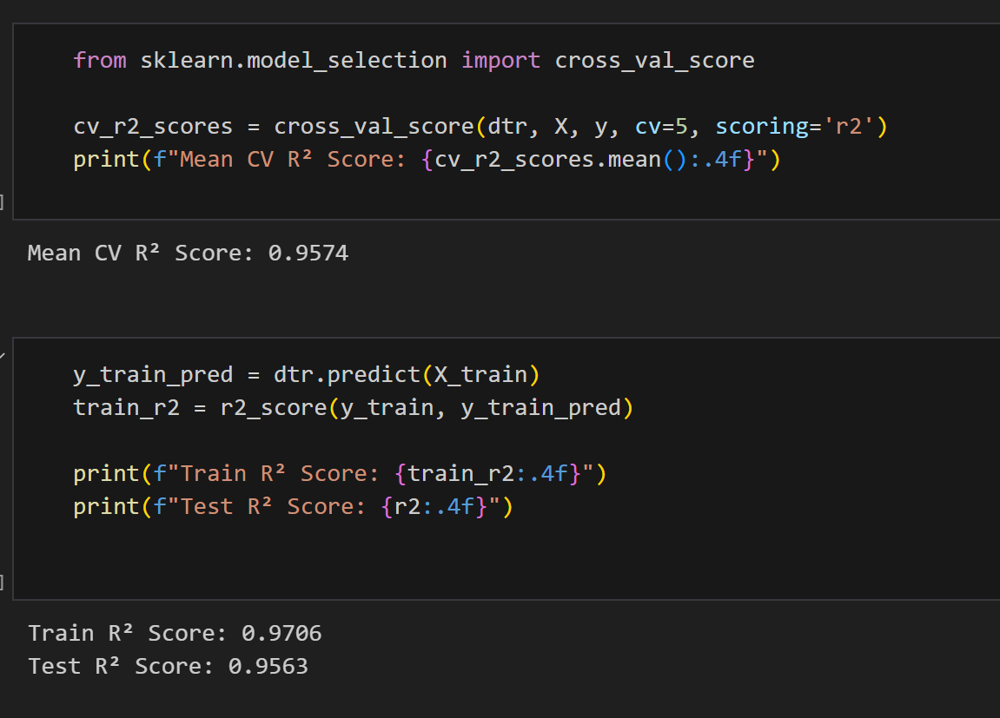 from sklearn.model_selection import cross_val_score
cv_r2_scores = cross_val_score(dtr, X, y, cv=5, scoring='r2')
print(f"Mean CV R² Score: {cv_r2_scores.mean():.4f}")
]
Mean CV R² Score: 0.9574
y_train_pred = dtr.predict(X_train)
train_r2 = r2_score(y_train, y_train_pred)
print(f"Train R² Score: {train_r2:.4f}")
print(f"Test R² Score: {r2:.4f}")
]
Train R² Score: 0.9706
Test R² Score: 0.9563